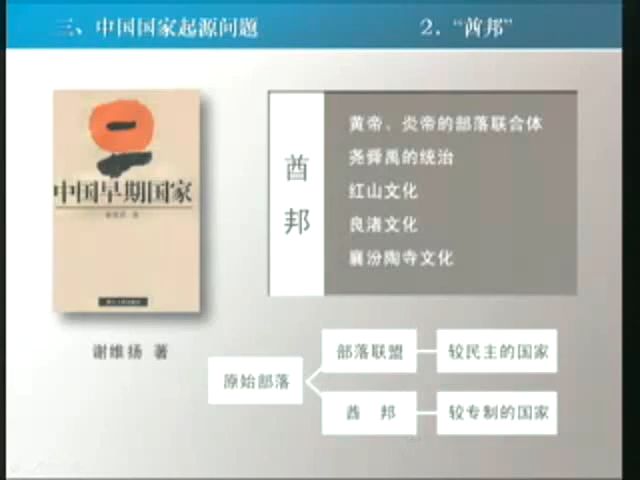 三、中国国家起源问题
2. “酋邦”
中国早期国家
谢维扬 著
酋邦
黄帝、炎帝的部落联合体
尧舜禹的统治
红山文化
良渚文化
襄汾陶寺文化
原始部落
部落联盟
较民主的国家
酋 邦
较专制的国家